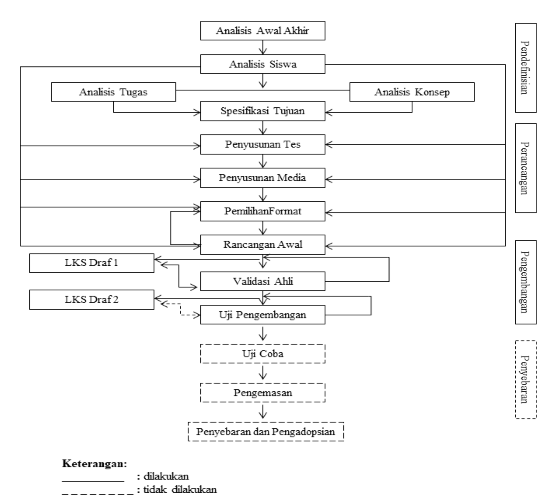 Analisis Awal Akhir
Analisis Siswa
Analisis Tugas
Analisis Konsep
Spesifikasi Tujuan
Penyusunan Tes
Penyusunan Media
PemilihanFormat
Rancangan Awal
LKS Draf 1
Validasi Ahli
LKS Draf 2
Uji Pengembangan
Uji Coba
Pengemasan
Penyebaran dan Pengadopsian
Pendefinisian
Perancangan
Pengembangan
Penyebaran
Keterangan:
: dilakukan
: tidak dilakukan